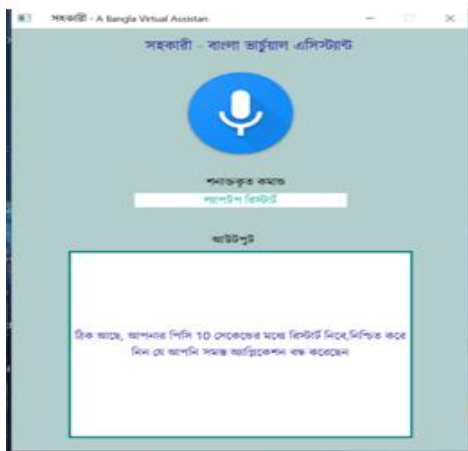 সহকারী - A Bangla Virtual Assistan
সহকারী - বাংলা ভার্চুয়াল এসিস্ট্যান্ট
শনাক্তকৃত কমান্ড
ল্যাপটপ রিস্টার্ট
আউটপুট
ঠিক আছে, আপনার পিসি 10 সেকেন্ডের মধ্যে রিস্টার্ট নিবে,নিশ্চিত করে
নিন যে আপনি সমস্ত অ্যাপ্লিকেশন বন্ধ করেছেন